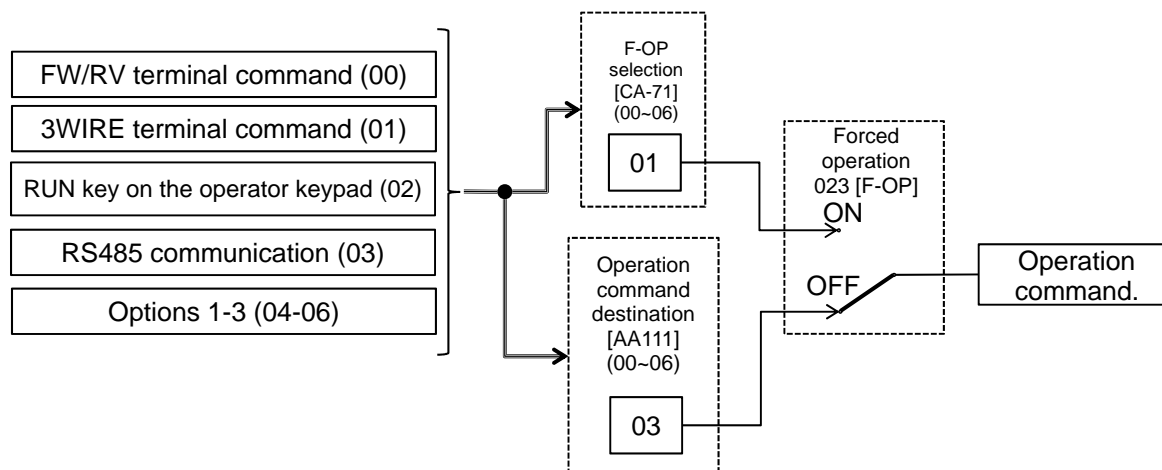 FW/RV terminal command (00)
3WIRE terminal command (01)
RUN key on the operator keypad (02)
RS485 communication (03)
Options 1-3 (04-06)
F-OP
selection
[CA-71]
(00~06)
01
Operation
command
destination
[AA111]
(00~06)
03
Forced
operation
023 [F-OP]
ON
OFF
Operation
command.